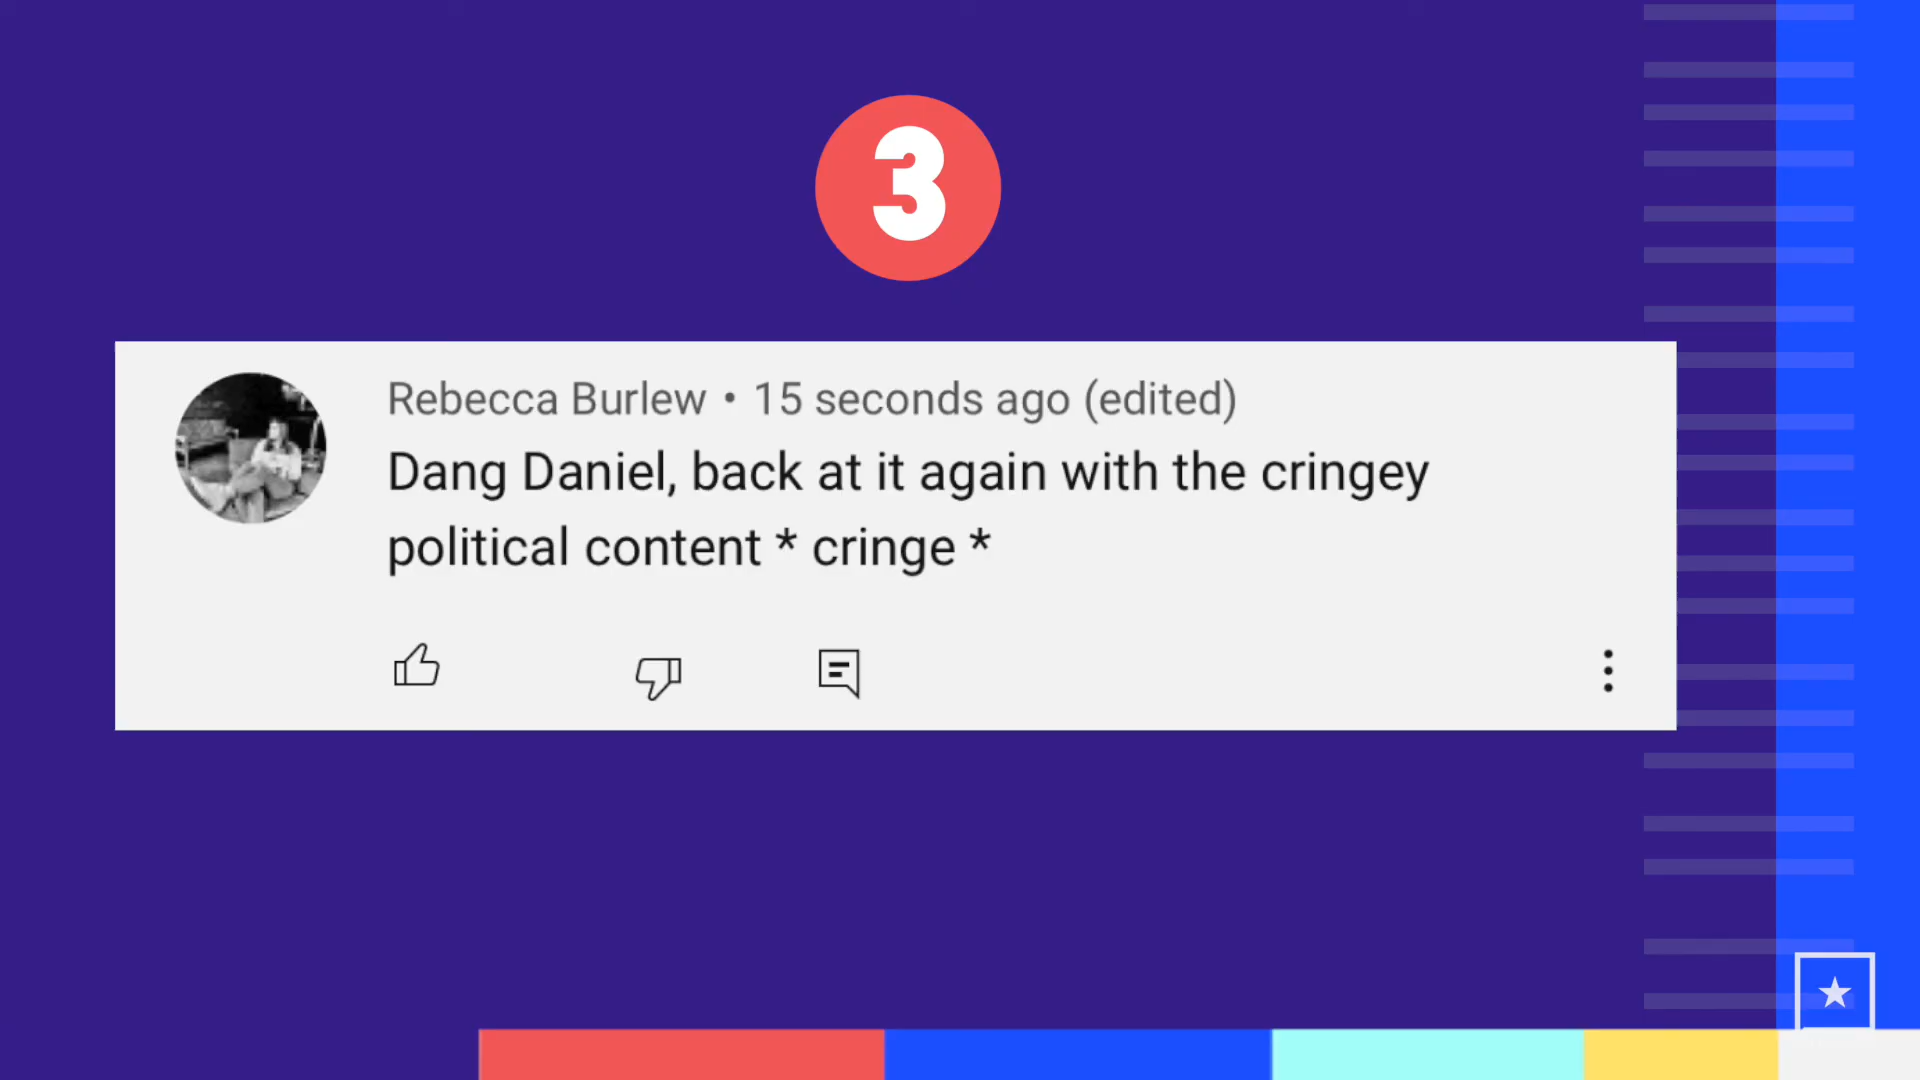 3
Rebecca Burlew • 15 seconds ago (edited)
Dang Daniel, back at it again with the cringey
political content * cringe *